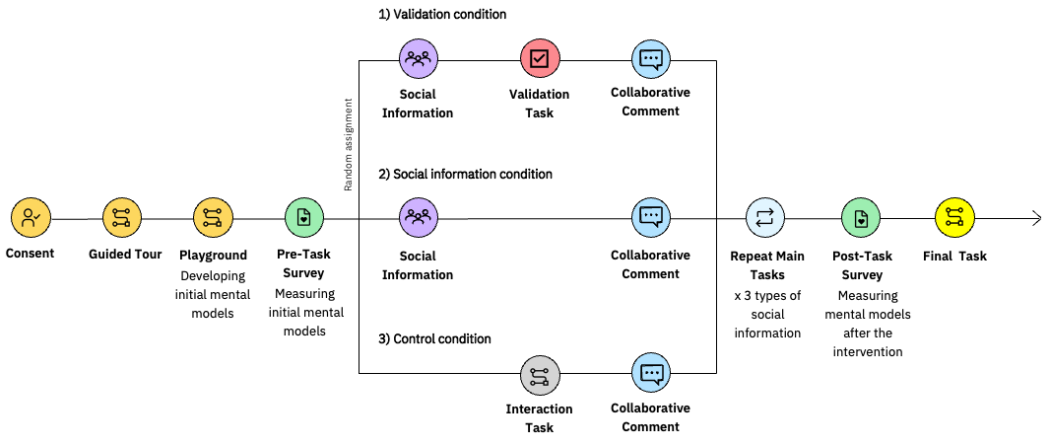 1) Validation condition
Social
Information
Validation
Task
Collaborative
Comment
Random assignment
2) Social information condition
Consent
Guided Tour
Playground
Developing
initial mental
models
Pre-Task
Survey
Measuring
initial mental
models
Social
Information
Collaborative
Comment
Repeat Main
Tasks
x 3 types of
social
information
Post-Task
Survey
Measuring
mental models
after the
intervention
Final Task
3) Control condition
Interaction
Task
Collaborative
Comment